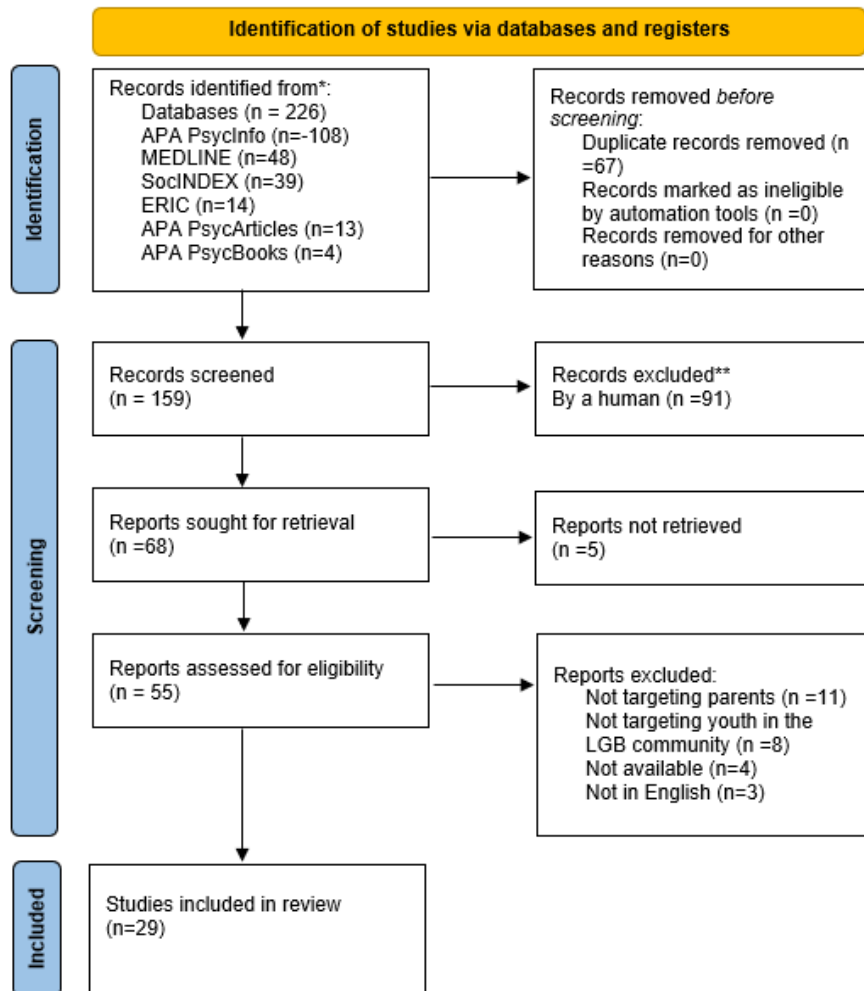 Identification of studies via databases and registers
Identification
Records identified from*:
Databases (n = 226)
APA PsycInfo (n=-108)
MEDLINE (n=48)
SocINDEX (n=39)
ERIC (n=14)
APA PsycArticles (n=13)
APA PsycBooks (n=4)
Records removed before
screening:
Duplicate records removed (n
=67)
Records marked as ineligible
by automation tools (n =0)
Records removed for other
reasons (n=0)
Screening
Records screened
(n = 159)
Records excluded**
By a human (n =91)
Reports sought for retrieval
(n =68)
Reports not retrieved
(n =5)
Reports assessed for eligibility
(n = 55)
Reports excluded:
Not targeting parents (n =11)
Not targeting youth in the
LGB community (n =8)
Not available (n=4)
Not in English (n=3)
Included
Studies included in review
(n=29)